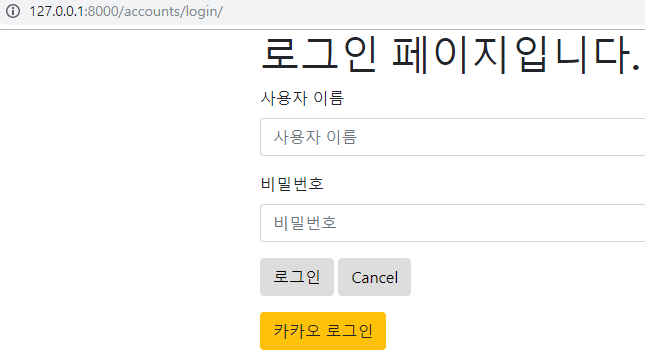 127.0.0.1:8000/accounts/login/
로그인 페이지입니다.
사용자 이름
사용자 이름
비밀번호
비밀번호
로그인 Cancel
카카오 로그인